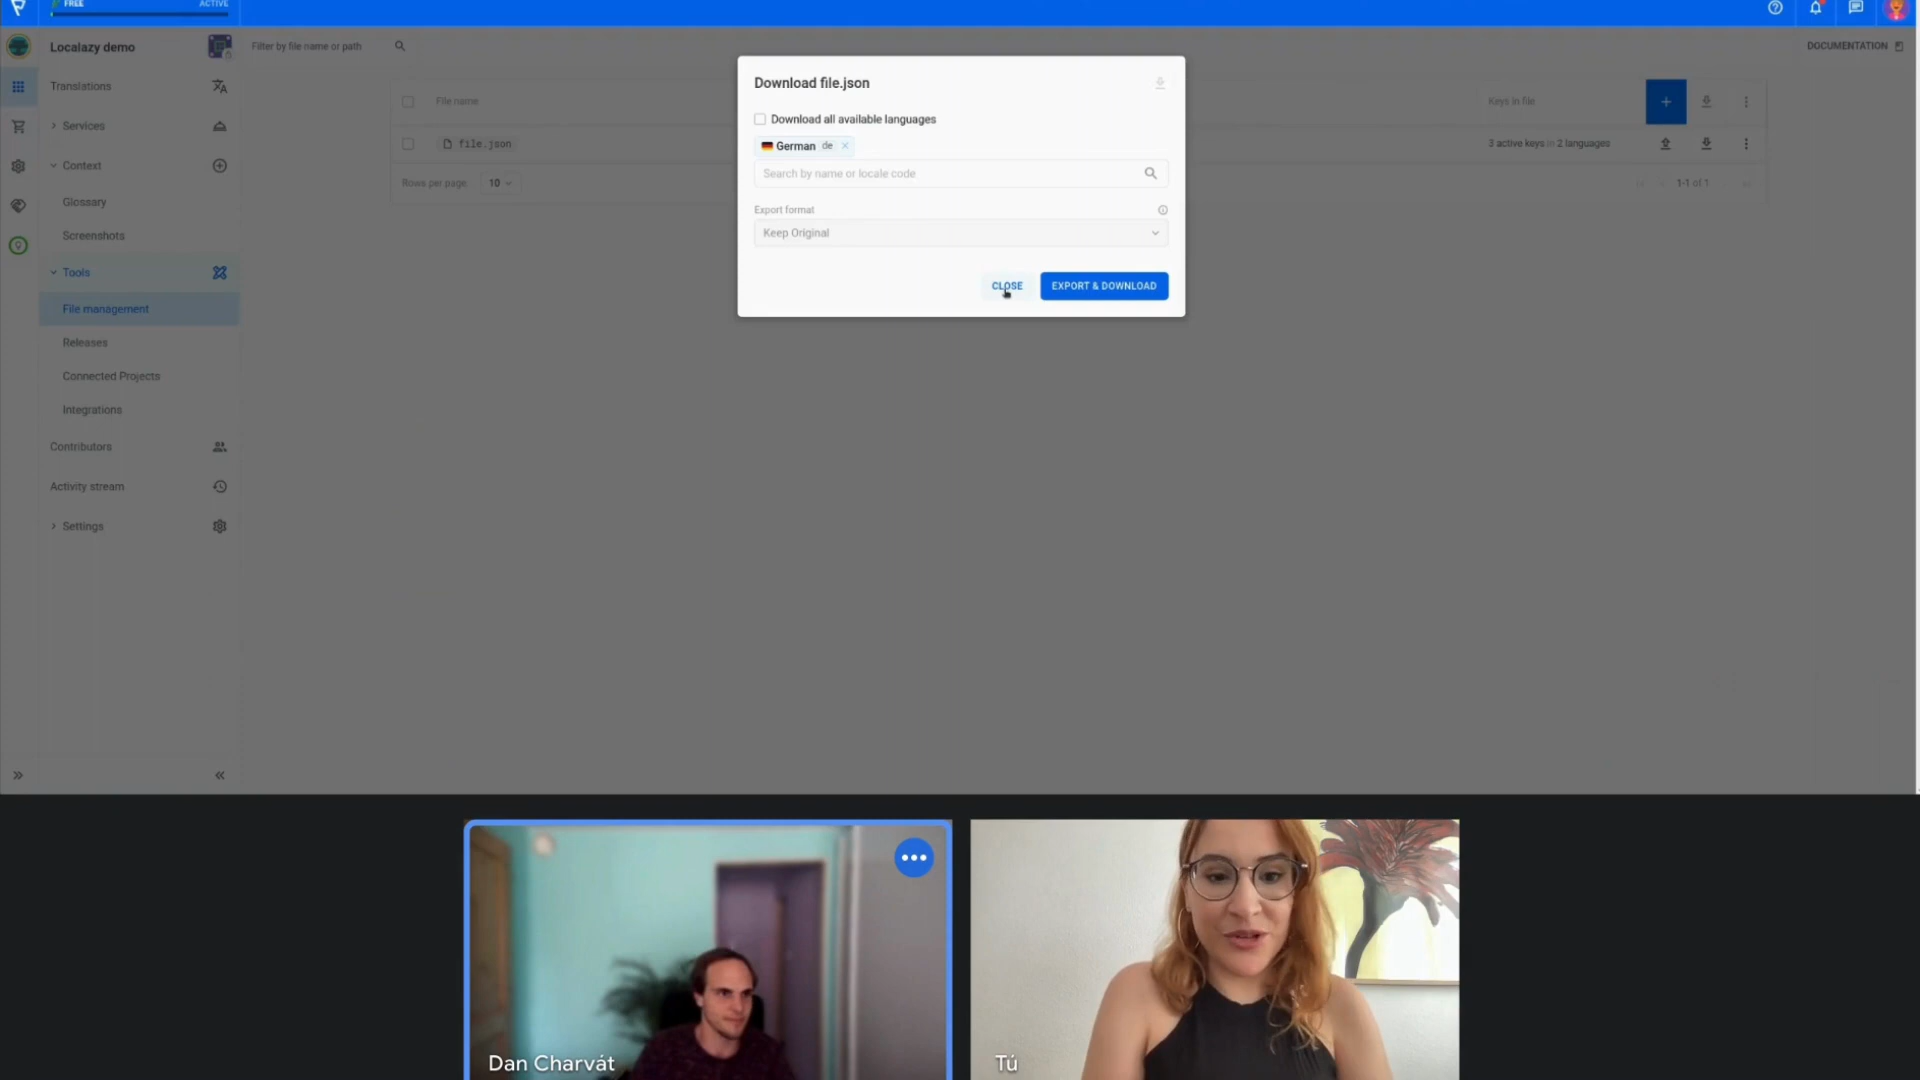 FREE
ACTIVE
Localazy demo
Filter by file name or path
DOCUMENTATION
Translations
Services
Context
Glossary
Screenshots
Tools
File management
Releases
Connected Projects
Integrations
Contributors
Activity stream
Settings
File name
Keys in file
file.json
3 active keys in 2 languages
Rows per page: 10
1-1 of 1
Download file.json
Download all available languages
German de
Search by name or locale code
Export format
Keep Original
CLOSE
EXPORT & DOWNLOAD
Dan Charvát
Tú